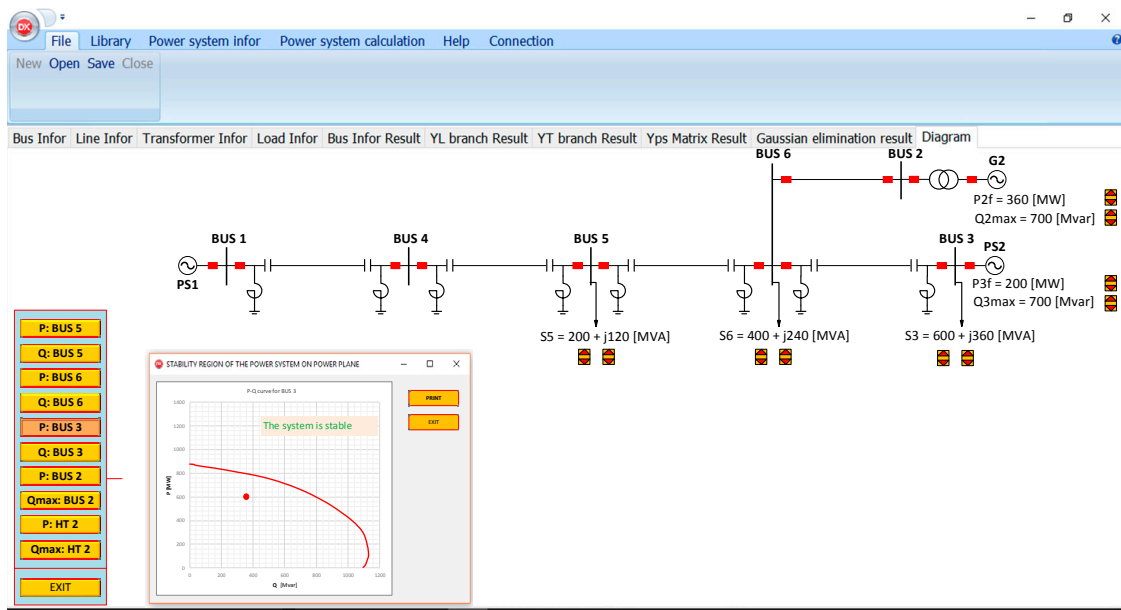 DK
File Library Power system infor Power system calculation Help Connection
New Open Save Close
Bus Infor Line Infor Transformer Infor Load Infor Bus Infor Result YL branch Result YT branch Result Yps Matrix Result Gaussian elimination result Diagram
BUS 6 BUS 2 G2
P2f = 360 [MW]
Q2max = 700 [Mvar]
BUS 1 BUS 4 BUS 5 BUS 3 PS2
PS1
P3f = 200 [MW]
Q3max = 700 [Mvar]
S5 = 200 + j120 [MVA] S6 = 400 + j240 [MVA] S3 = 600 + j360 [MVA]
P: BUS 5
Q: BUS 5
P: BUS 6
Q: BUS 6
P: BUS 3
Q: BUS 3
P: BUS 2
Qmax: BUS 2
P: HT 2
Qmax: HT 2
EXIT
STABILITY REGION OF THE POWER SYSTEM ON POWER PLANE
P-Q curve for BUS 3
The system is stable
PRINT
EXIT
P [MW]
1400
1200
1000
800
600
400
200
0
0 200 400 600 800 1000 1200
Q [Mvar]